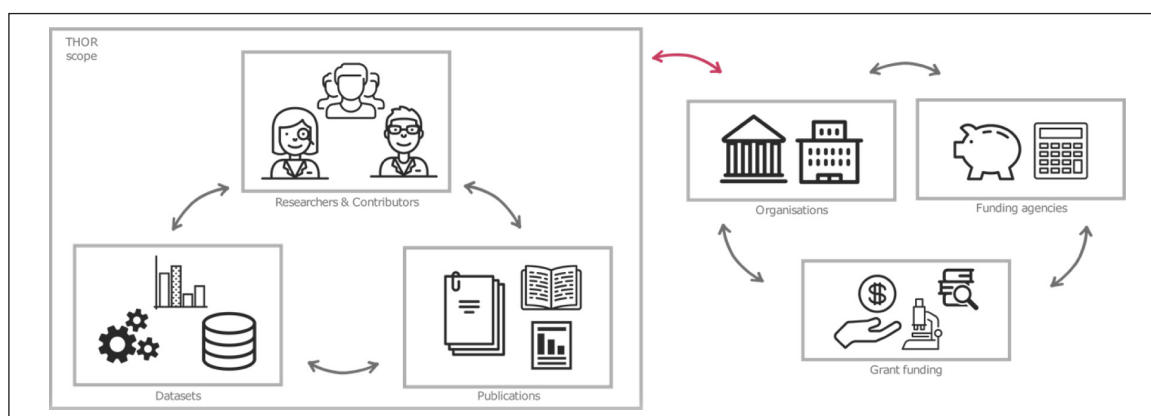 THOR
scope
Researchers & Contributors
Datasets
Publications
Organisations
Funding agencies
$
Grant funding